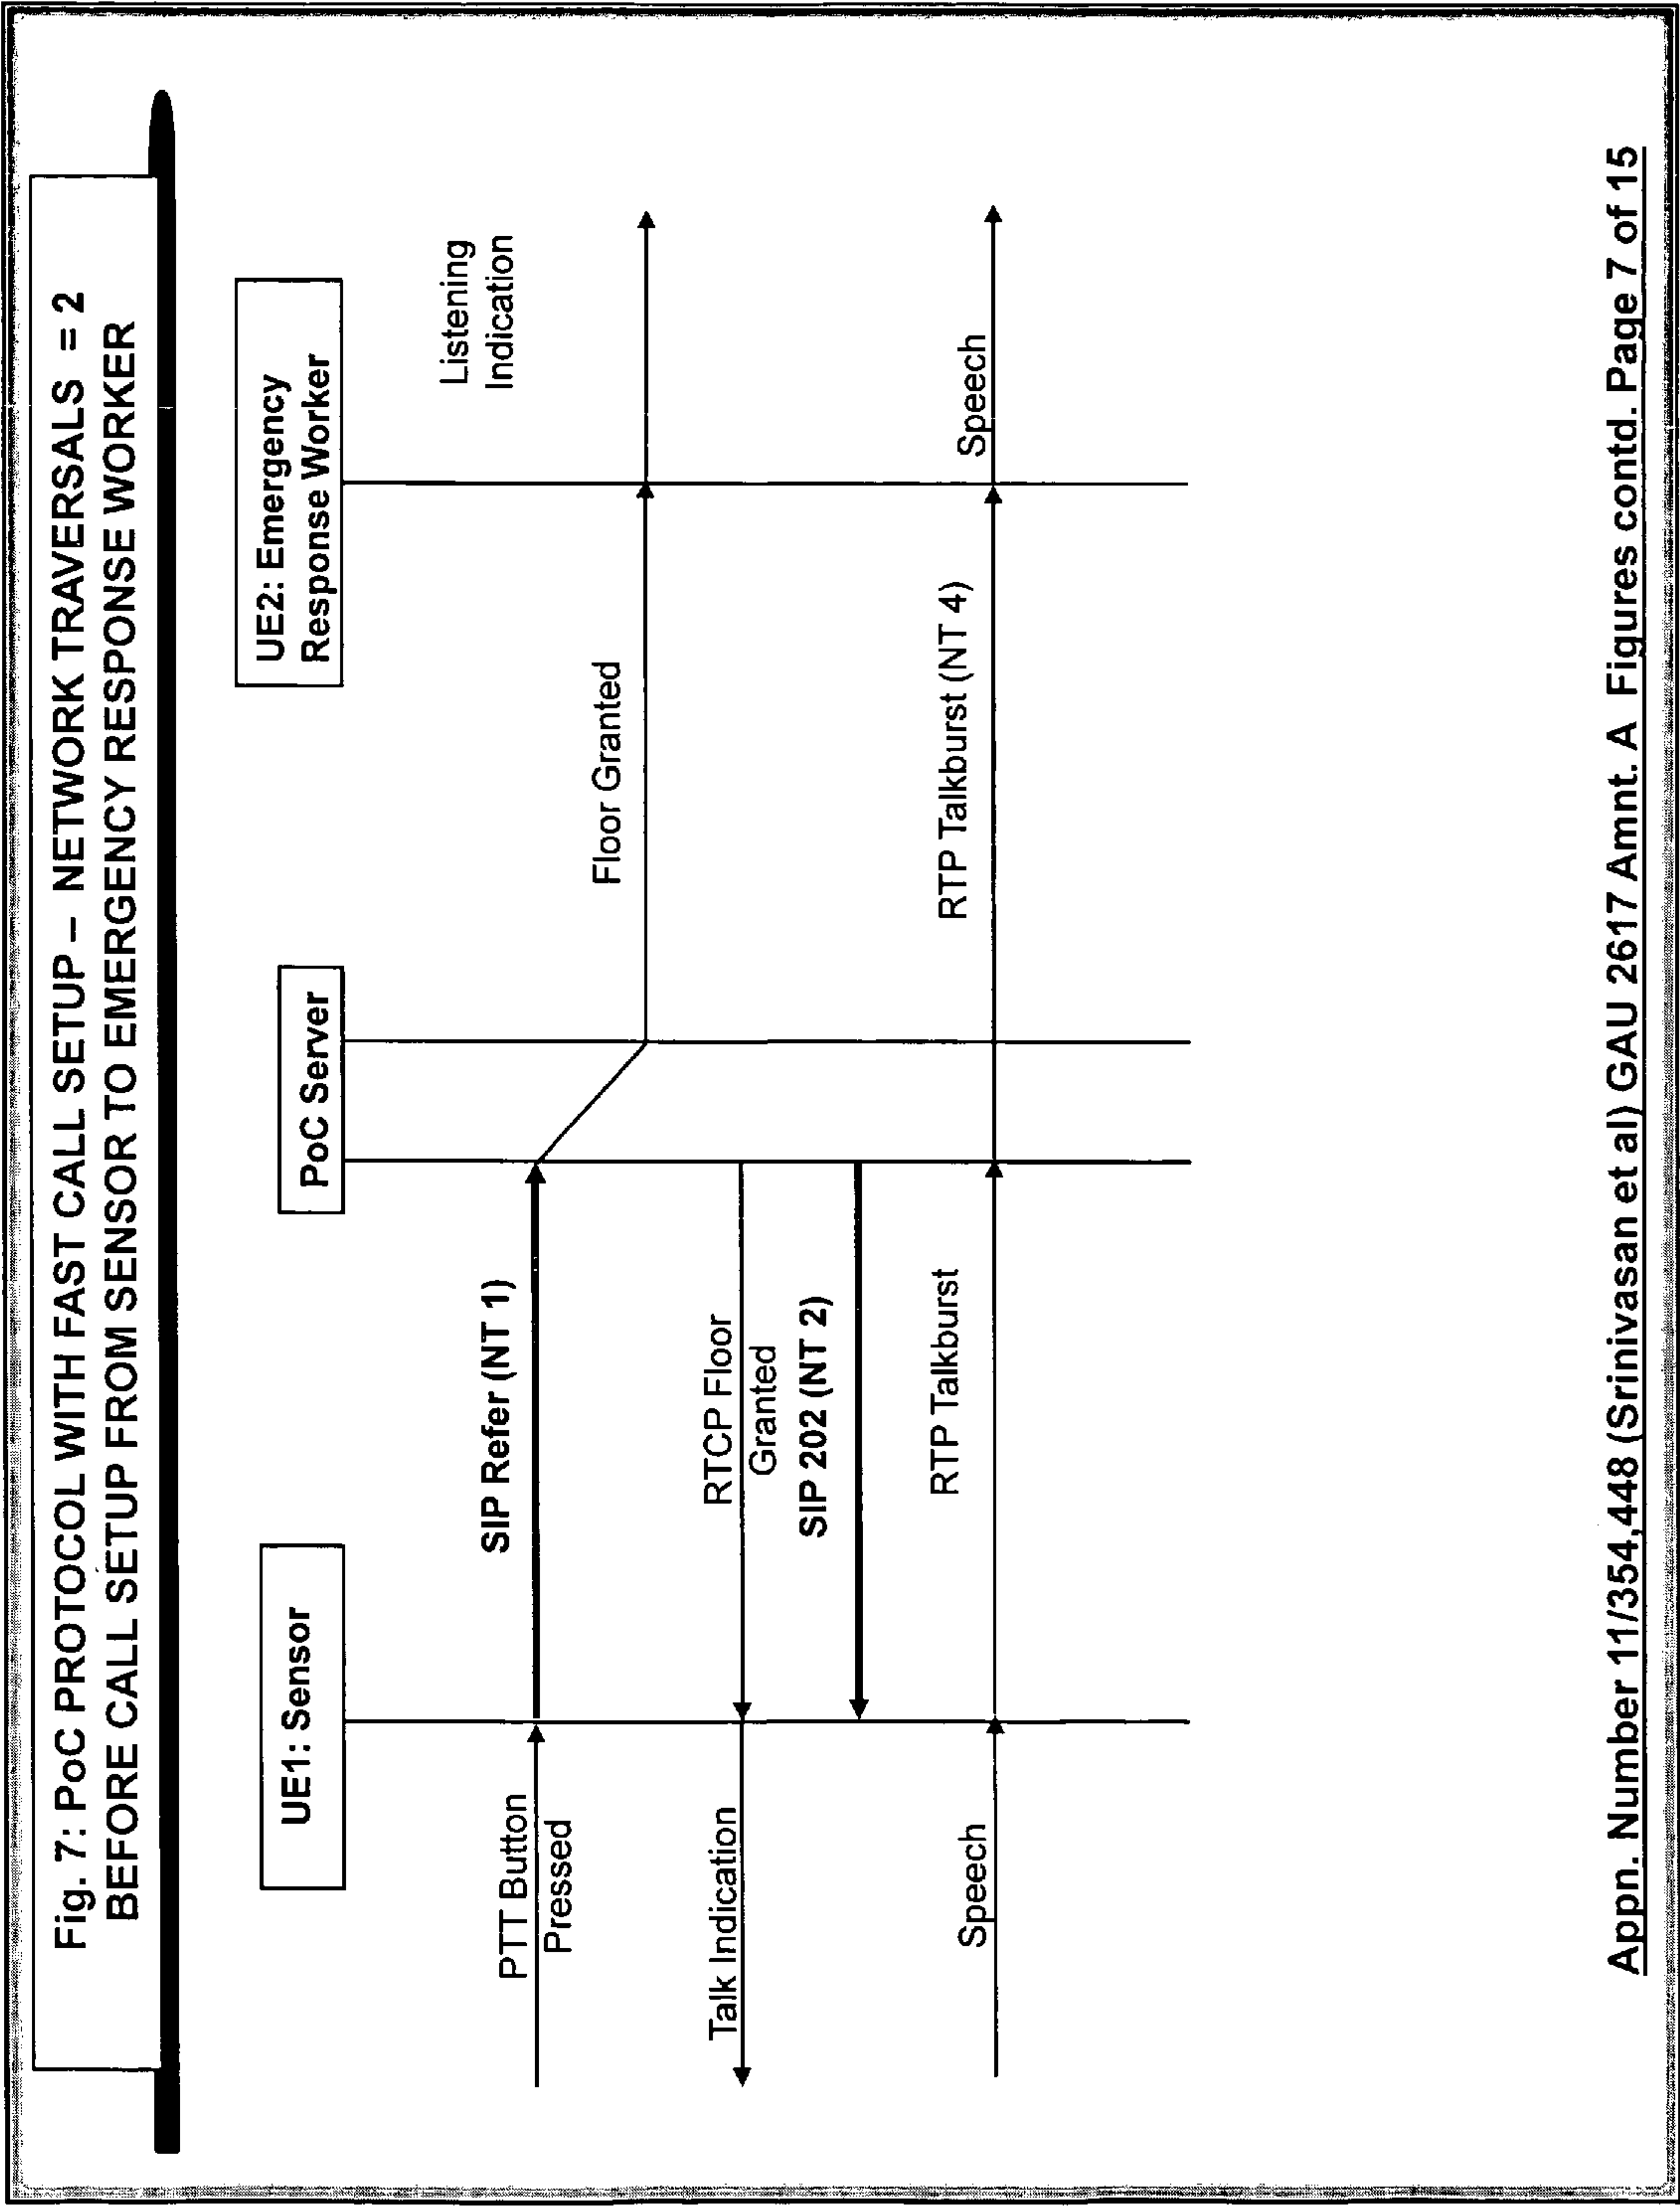 Fig. 7: PoC PROTOCOL WITH FAST CALL SETUP – NETWORK TRAVERSALS = 2
BEFORE CALL SETUP FROM SENSOR TO EMERGENCY RESPONSE WORKER
UE1: Sensor
PoC Server
UE2: Emergency
Response Worker
PTT Button
Pressed
SIP Refer (NT 1)
Listening
Indication
Floor Granted
Talk Indication
RTCP Floor
Granted
SIP 202 (NT 2)
Speech
RTP Talkburst
RTP Talkburst (NT 4)
Speech
Appn. Number 11/354,448 (Srinivasan et al) GAU 2617 Amnt. A Figures contd. Page 7 of 15